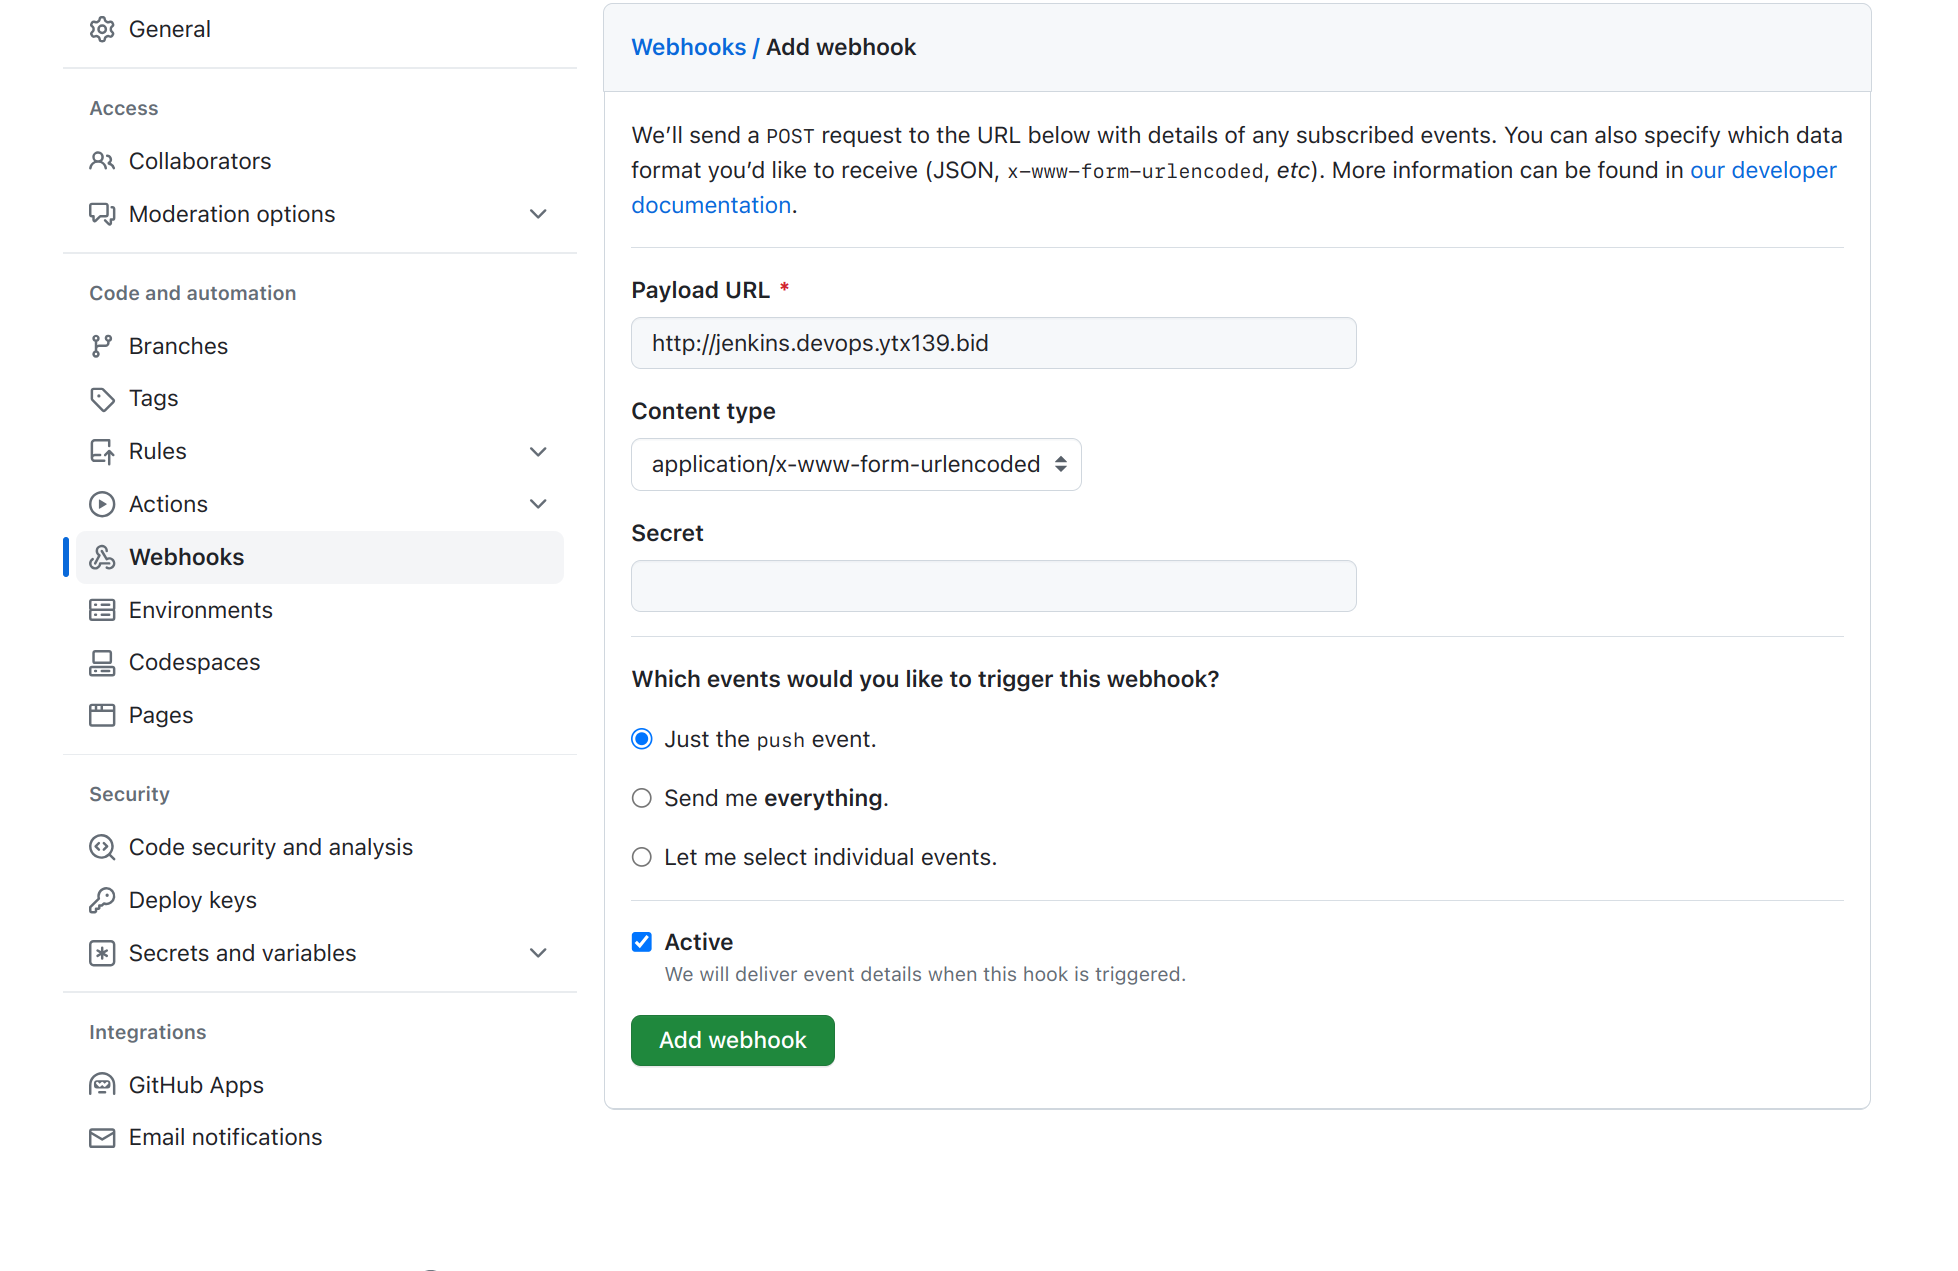 General
Access
Collaborators
Moderation options
Code and automation
Branches
Tags
Rules
Actions
Webhooks
Environments
Codespaces
Pages
Security
Code security and analysis
Deploy keys
Secrets and variables
Integrations
GitHub Apps
Email notifications
Webhooks / Add webhook
We’ll send a POST request to the URL below with details of any subscribed events. You can also specify which data
format you’d like to receive (JSON, x-www-form-urlencoded, etc). More information can be found in our developer
documentation.
Payload URL *
http://jenkins.devops.ytx139.bid
Content type
application/x-www-form-urlencoded
Secret
Which events would you like to trigger this webhook?
Just the push event.
Send me everything.
Let me select individual events.
Active
We will deliver event details when this hook is triggered.
Add webhook